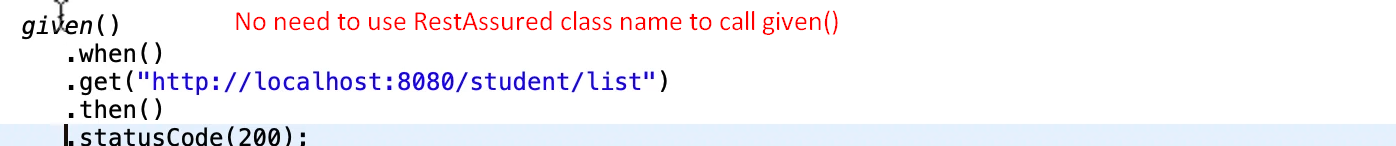 given() No need to use RestAssured class name to call given()
.when()
.get("http://localhost:8080/student/list")
.then()
.statusCode(200);